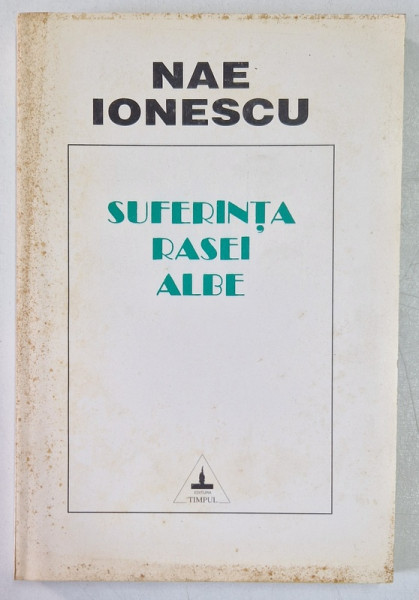 NAE
IONESCU
SUFERINȚA
RASEI
ALBE
EDITURA
TIMPUL